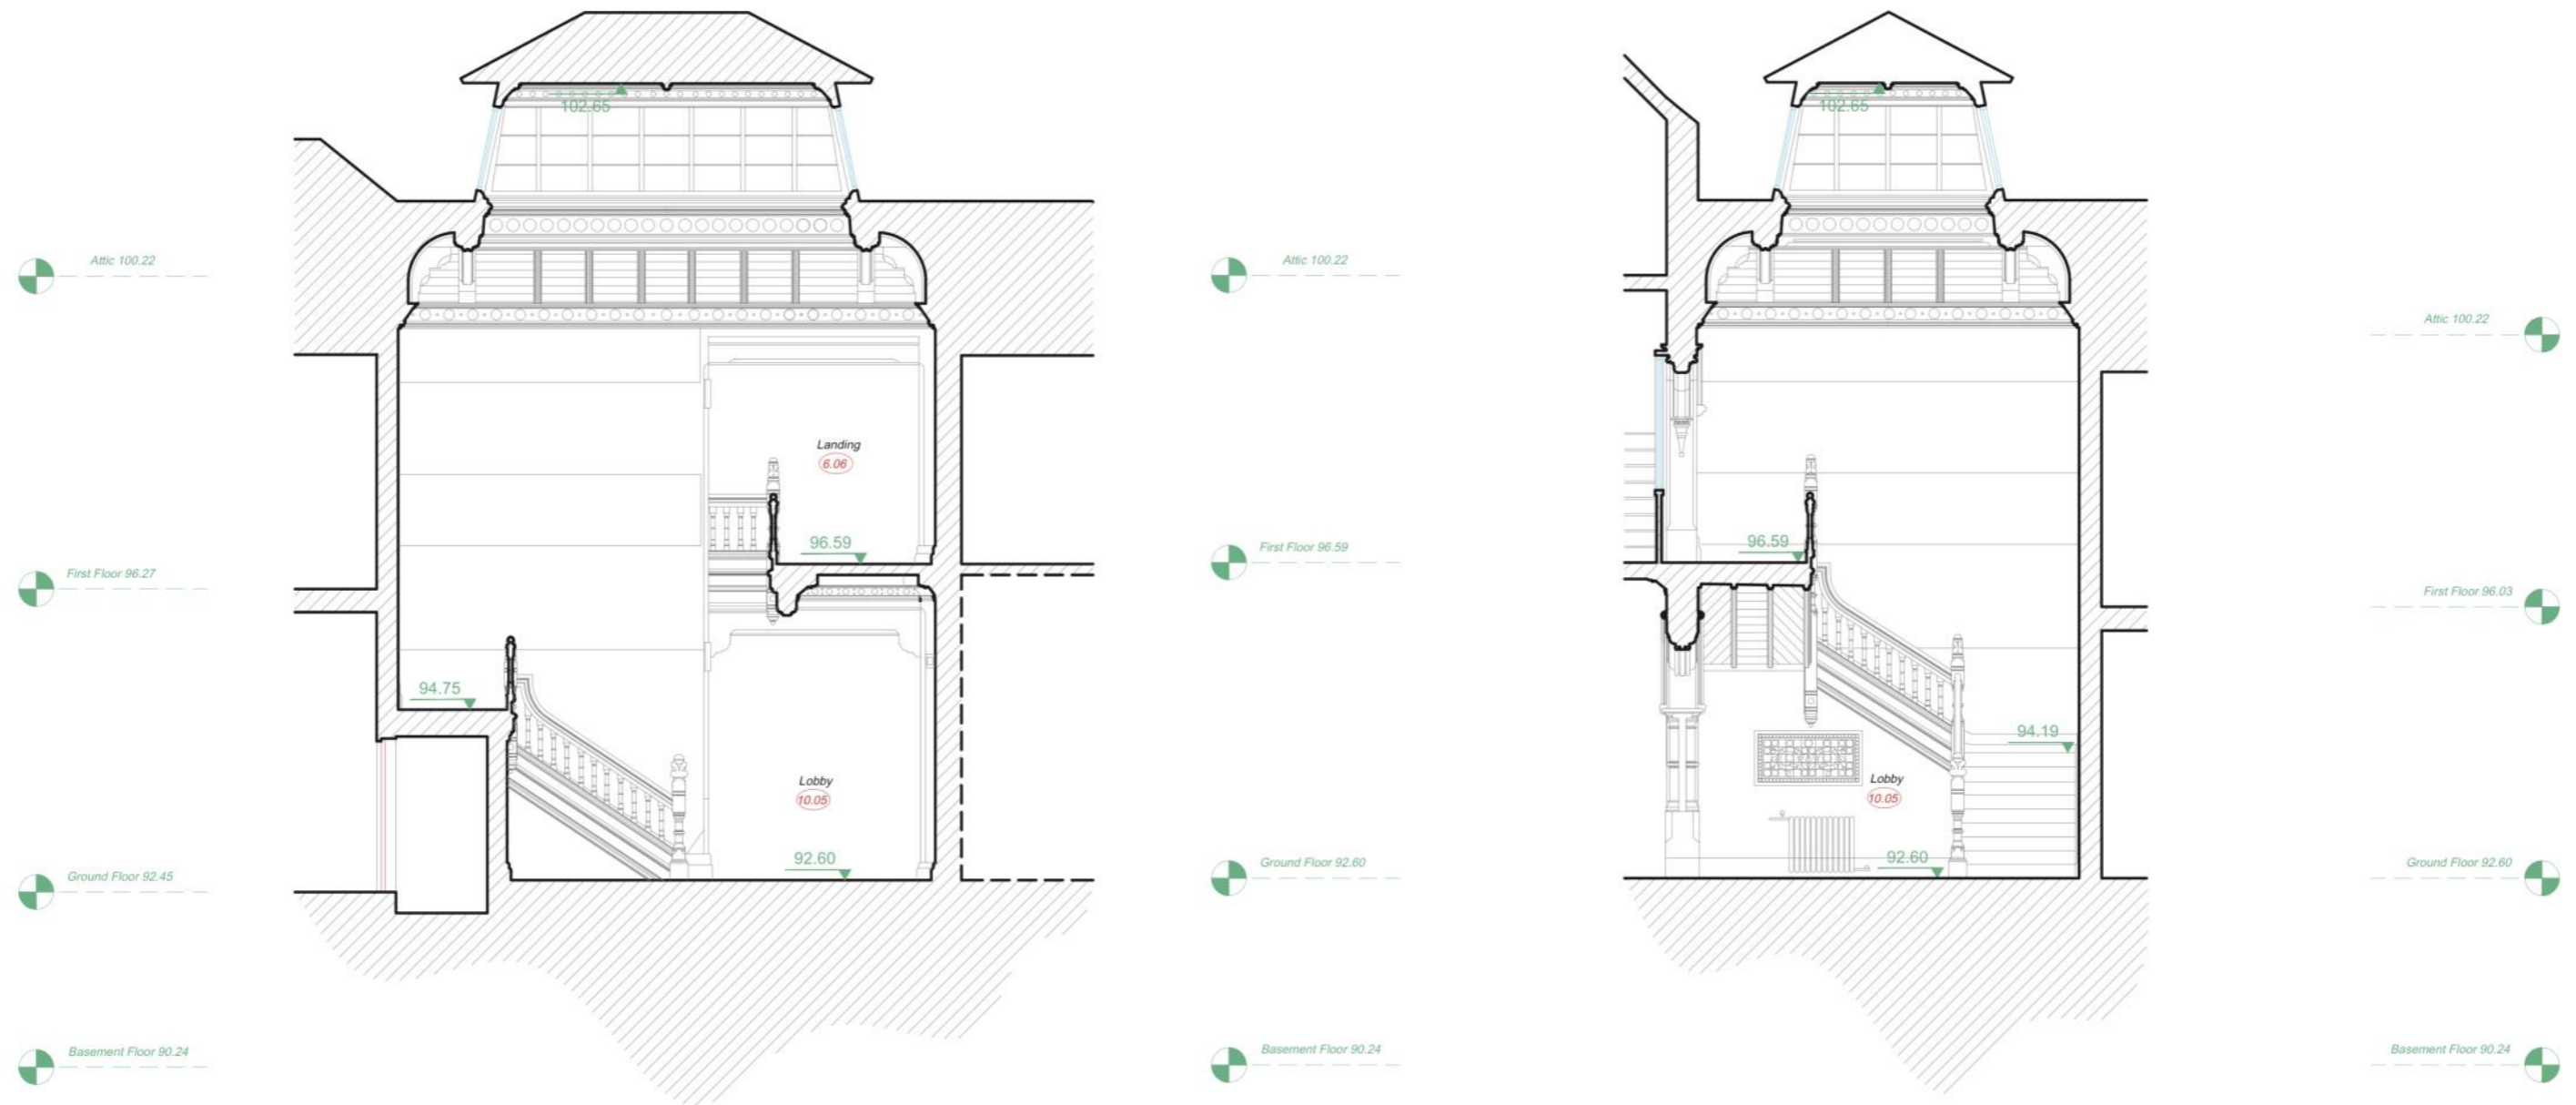 102.65
102.65
Attic 100.22
Attic 100.22
Attic 100.22
Landing
6.06
96.59
96.59
First Floor 96.59
First Floor 96.27
First Floor 96.03
94.75
94.19
Lobby
10.05
Lobby
10.05
92.60
92.60
Ground Floor 92.45
Ground Floor 92.60
Ground Floor 92.60
Basement Floor 90.24
Basement Floor 90.24
Basement Floor 90.24